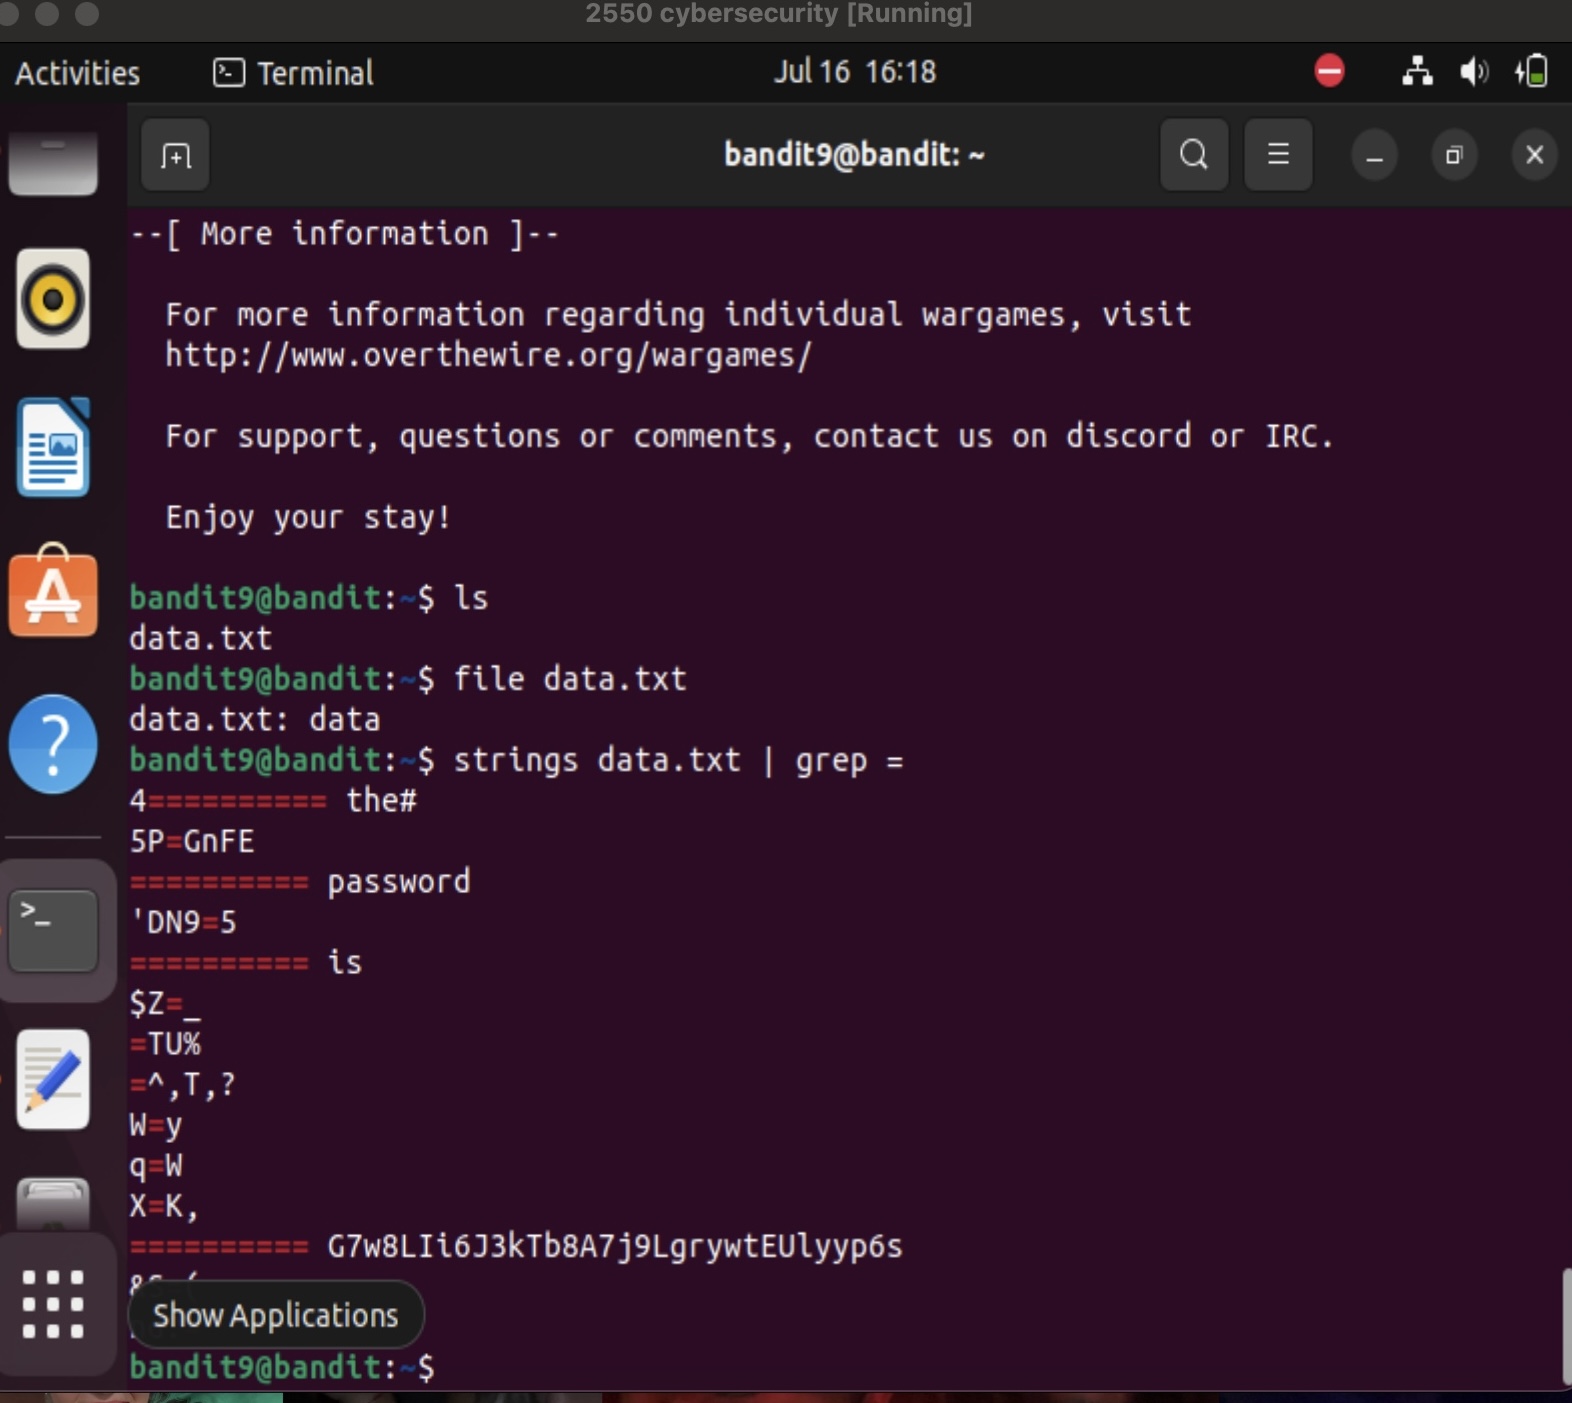 2550 cybersecurity [Running]
Activities
Terminal
Jul 16 16:18
bandit9@bandit: ~
--[ More information ]--
For more information regarding individual wargames, visit
http://www.overthewire.org/wargames/
For support, questions or comments, contact us on discord or IRC.
Enjoy your stay!
bandit9@bandit:~$ ls
data.txt
bandit9@bandit:~$ file data.txt
data.txt: data
bandit9@bandit:~$ strings data.txt | grep =
4========== the#
5P=GnFE
========== password
'DN9=5
========== is
$Z=_
=TU%
=^,T,?
W=y
q=W
X=K,
========== G7w8LIi6J3kTb8A7j9LgrywtEUlyyp6s
Show Applications
bandit9@bandit:~$